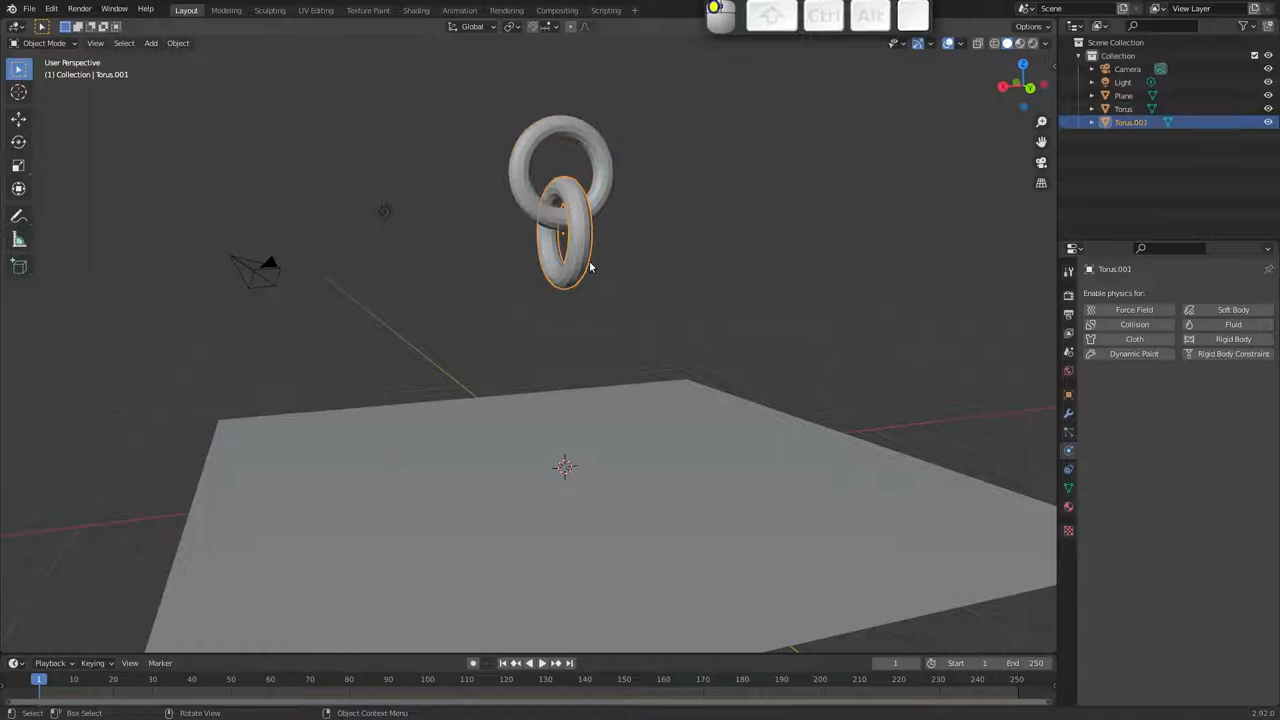 File Edit Render Window Help Layout Modeling Sculpting UV Editing Texture Paint Shading Animation Rendering Compositing Scripting Ctrl Alt Scene View Layer
Global Options
Object Mode View Select Add Object
User Perspective
(1) Collection | Torus.001
Z
X
Y
Scene Collection
Collection
Camera
Light
Plane
Torus
Torus.001
Torus.001
Enable physics for:
Force Field Soft Body
Collision Fluid
Cloth Rigid Body
Dynamic Paint Rigid Body Constraint
Playback Keying View Marker 1 Start 1 End 250
1 10 20 30 40 50 60 70 80 90 100 110 120 130 140 150 160 170 180 190 200 210 220 230 240 250
Select Box Select Rotate View Object Context Menu 2.92.0